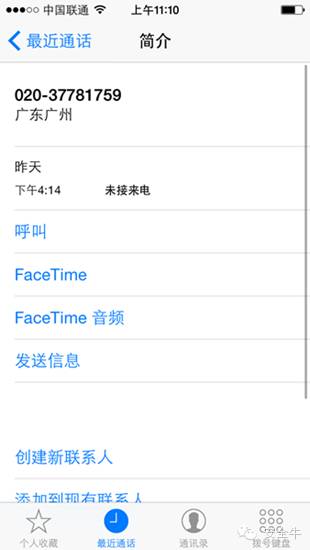 中国联通 上午11:10
最近通话 简介
020-37781759
广东广州
昨天
下午4:14 未接来电
呼叫
FaceTime
FaceTime 音频
发送信息
创建新联系人
添加到现有联系人
个人收藏 最近通话 通讯录 拨号键盘
安全牛